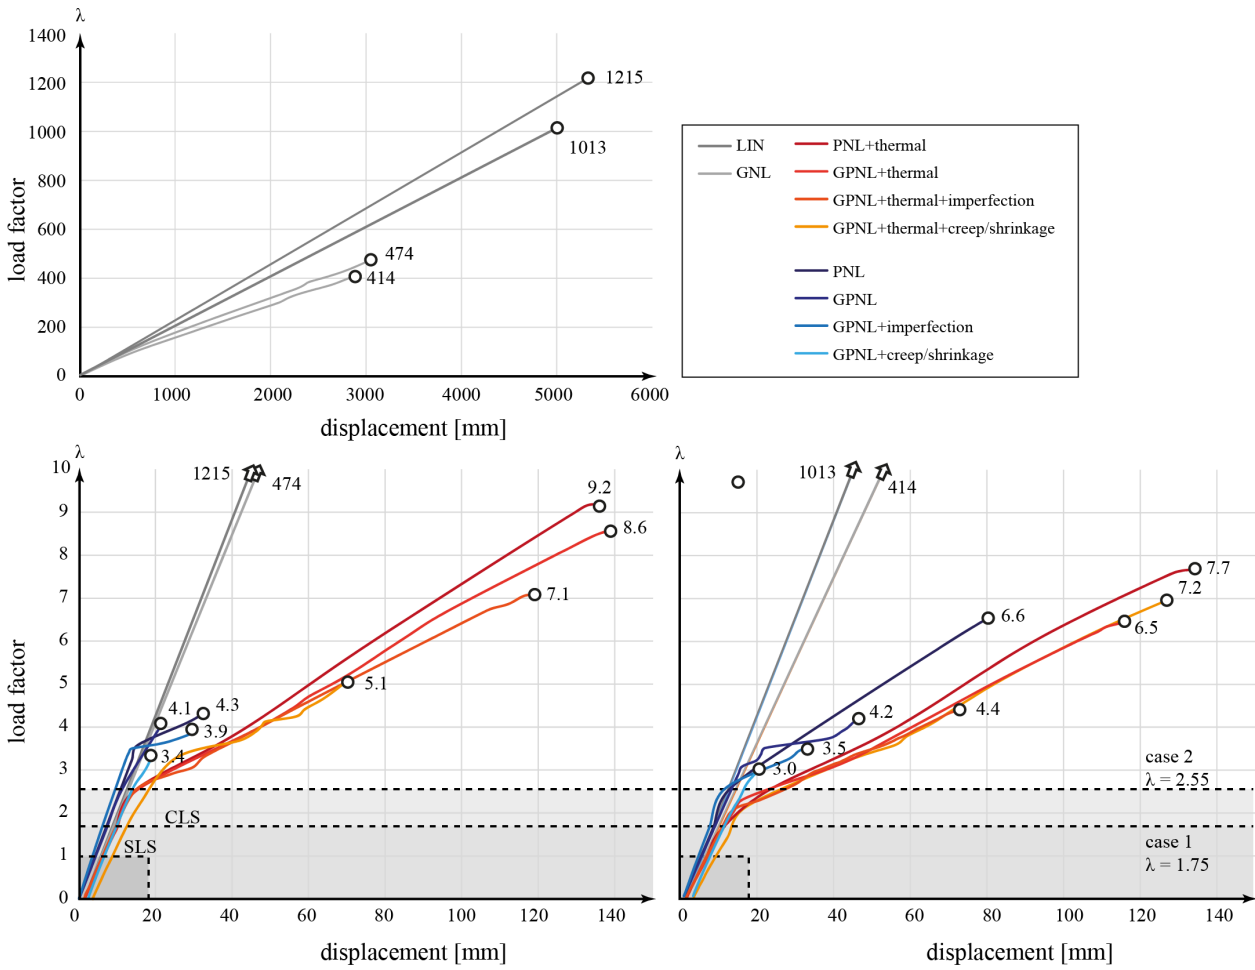 λ
1400
1200
1000
800
600
400
200
0
load factor
1215
1013
474
414
0 1000 2000 3000 4000 5000 6000
displacement [mm]
LIN
GNL
PNL+thermal
GPNL+thermal
GPNL+thermal+imperfection
GPNL+thermal+creep/shrinkage
PNL
GPNL
GPNL+imperfection
GPNL+creep/shrinkage
λ
10
9
8
7
6
5
4
3
2
1
0
load factor
1215
474
9.2
8.6
7.1
5.1
4.1
4.3
3.9
3.4
CLS
SLS
0 20 40 60 80 100 120 140
displacement [mm]
λ
1013
414
7.7
7.2
6.6
6.5
4.4
4.2
3.5
3.0
case 2
λ = 2.55
case 1
λ = 1.75
0 20 40 60 80 100 120 140
displacement [mm]